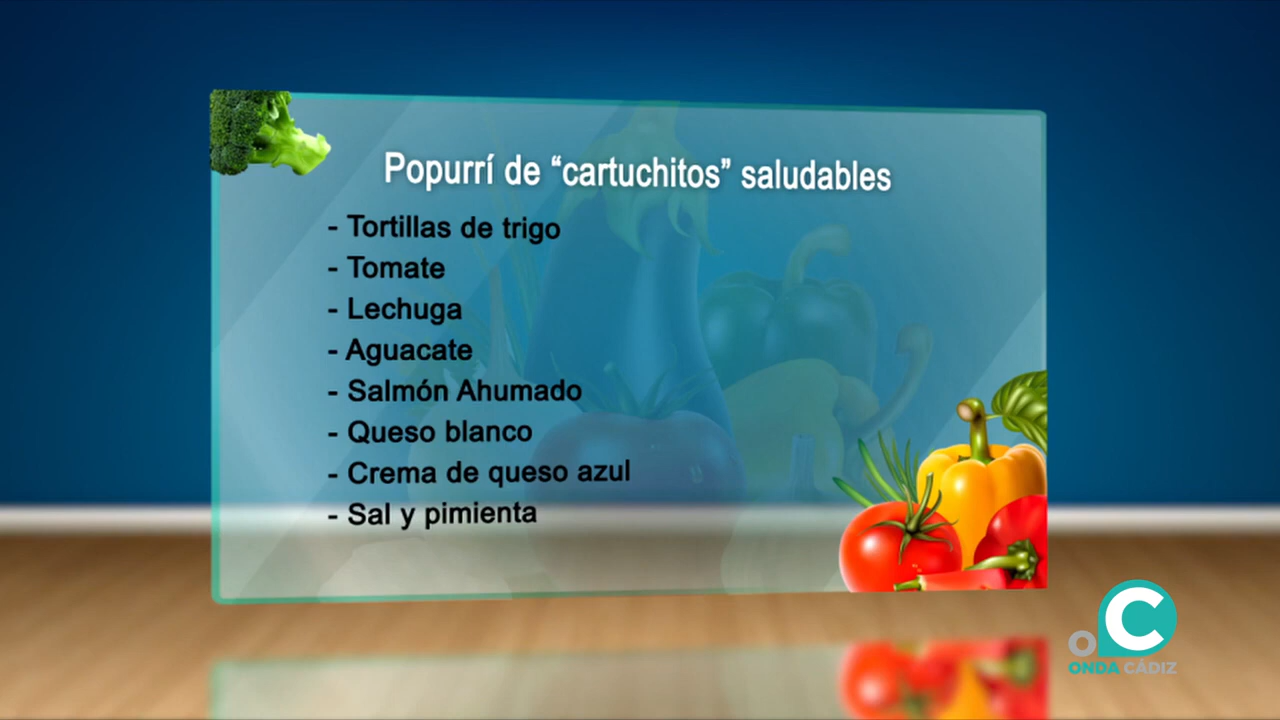 Popurrí de “cartuchitos” saludables
- Tortillas de trigo
- Tomate
- Lechuga
- Aguacate
- Salmón Ahumado
- Queso blanco
- Crema de queso azul
- Sal y pimienta
O C
ONDA CÁDIZ